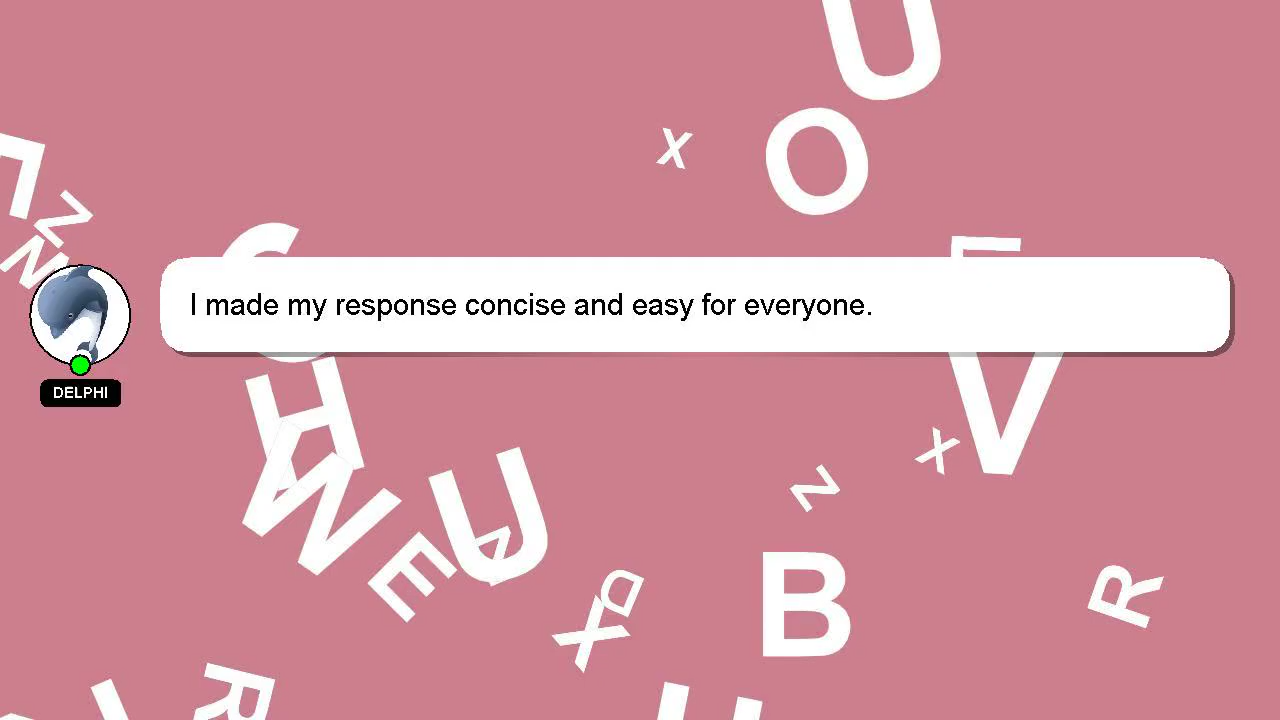 I made my response concise and easy for everyone.
DELPHI
U
O
X
Z
N
C
H
W
E
U
Z
D
X
B
Z
X
V
R
R